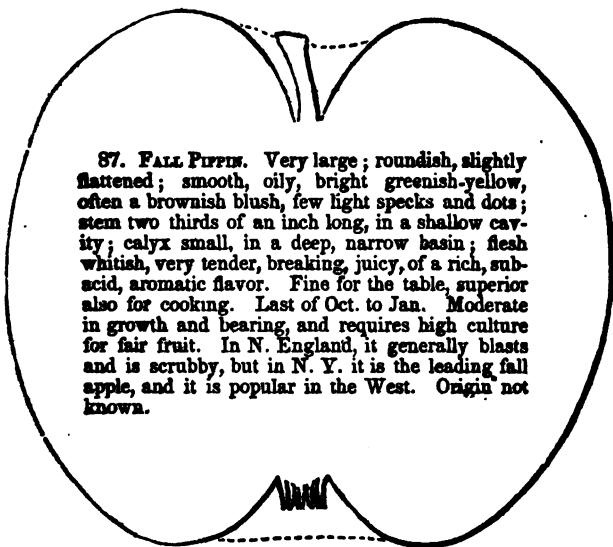 87. FALL PIPPIN. Very large; roundish, slightly
flattened; smooth, oily, bright greenish-yellow,
often a brownish blush, few light specks and dots;
stem two thirds of an inch long, in a shallow cav-
ity; calyx small, in a deep, narrow basin; flesh
whitish, very tender, breaking, juicy, of a rich, sub-
acid, aromatic flavor. Fine for the table, superior
also for cooking. Last of Oct. to Jan. Moderate
in growth and bearing, and requires high culture
for fair fruit. In N. England, it generally blasts
and is scrubby, but in N. Y. it is the leading fall
apple, and it is popular in the West. Origin not
known.